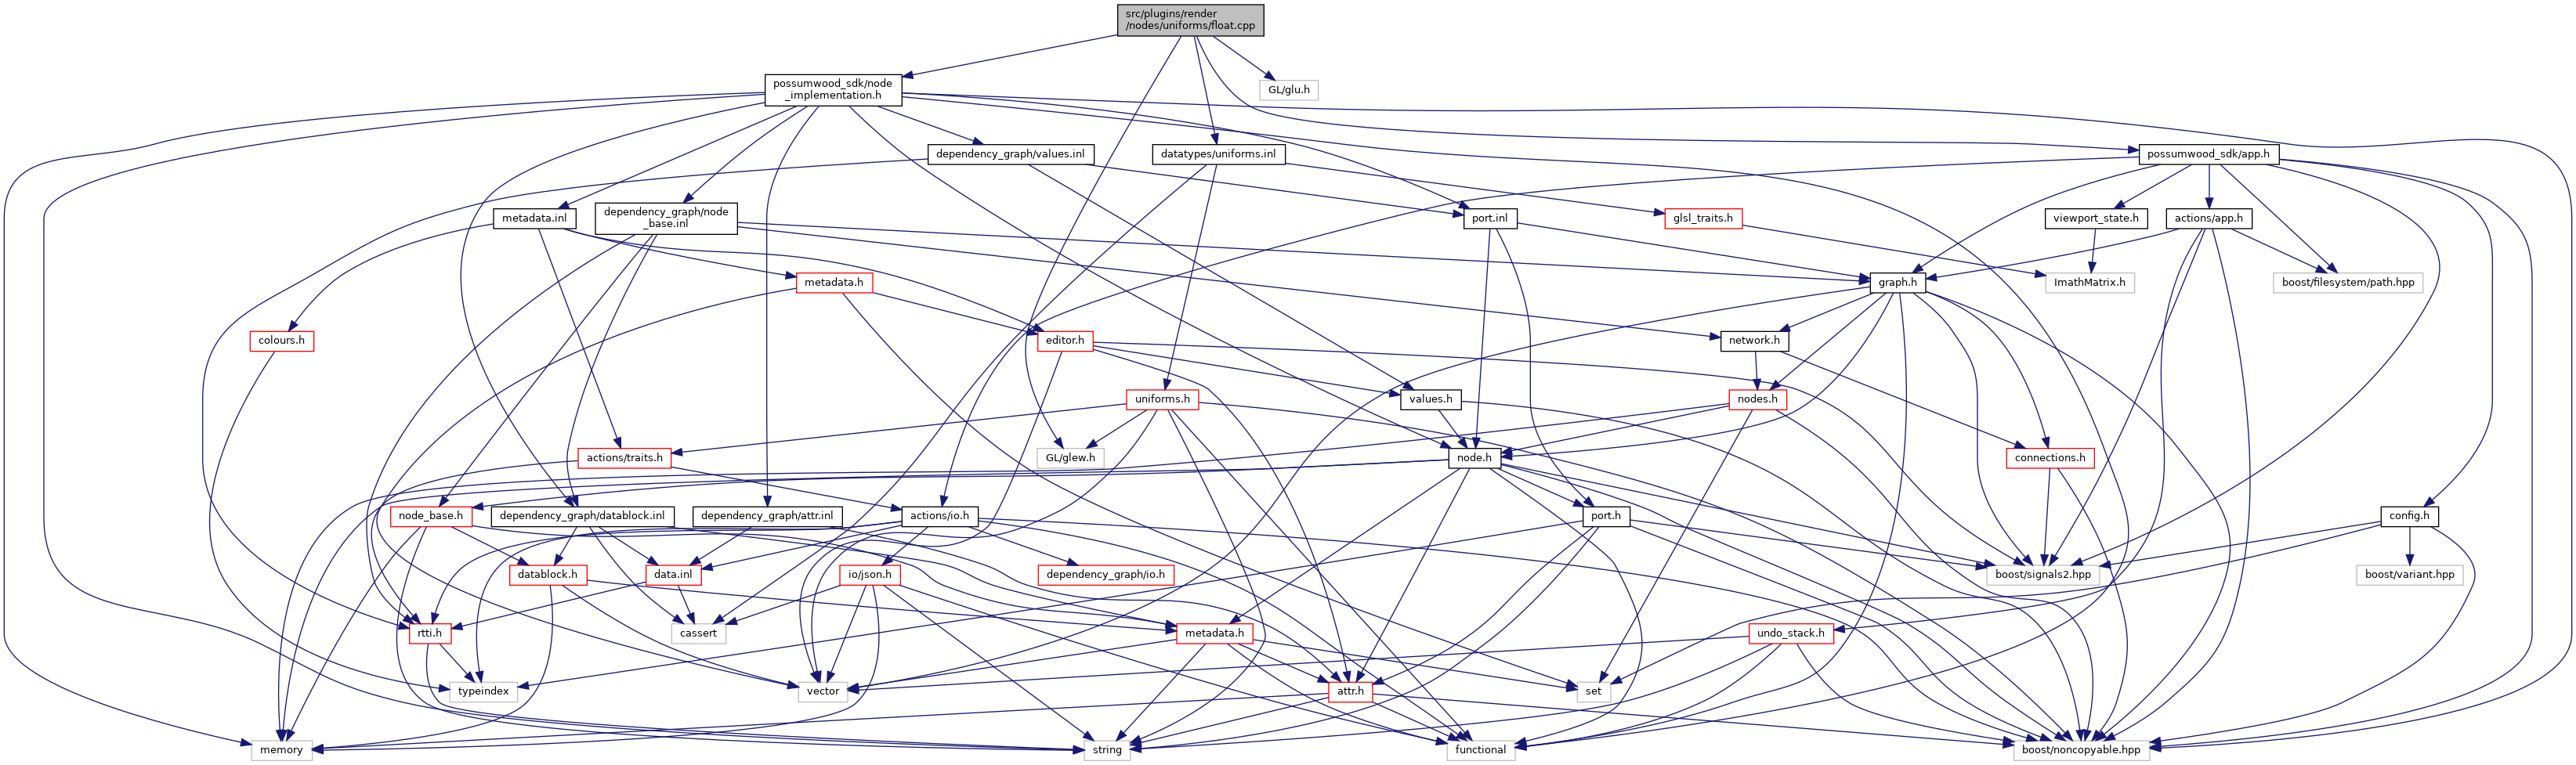 src/plugins/render
/nodes/uniforms/float.cpp
possumwood_sdk/node
_implementation.h
GL/glu.h
dependency_graph/values.inl
datatypes/uniforms.inl
possumwood_sdk/app.h
metadata.inl
dependency_graph/node
_base.inl
port.inl
glsl_traits.h
viewport_state.h
actions/app.h
metadata.h
graph.h
ImathMatrix.h
boost/filesystem/path.hpp
colours.h
editor.h
network.h
uniforms.h
values.h
nodes.h
actions/traits.h
GL/glew.h
node.h
connections.h
node_base.h
dependency_graph/datablock.inl
dependency_graph/attr.inl
actions/io.h
port.h
config.h
datablock.h
data.inl
io/json.h
dependency_graph/io.h
boost/signals2.hpp
boost/variant.hpp
rtti.h
cassert
metadata.h
undo_stack.h
typeindex
vector
attr.h
set
memory
string
functional
boost/noncopyable.hpp